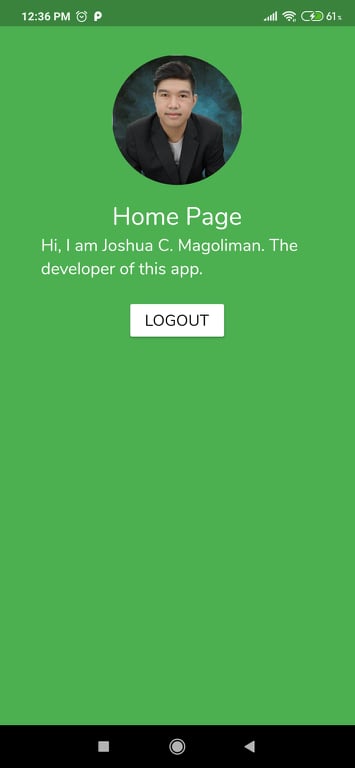 12:36 PM
61%
Home Page
Hi, I am Joshua C. Magoliman. The
developer of this app.
LOGOUT